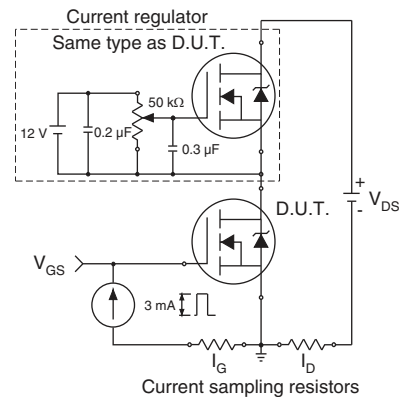 Current regulator
Same type as D.U.T.
50 kΩ
12 V
0.2 µF
0.3 µF
+
V_DS
-
D.U.T.
V_GS
3 mA
I_G
I_D
Current sampling resistors